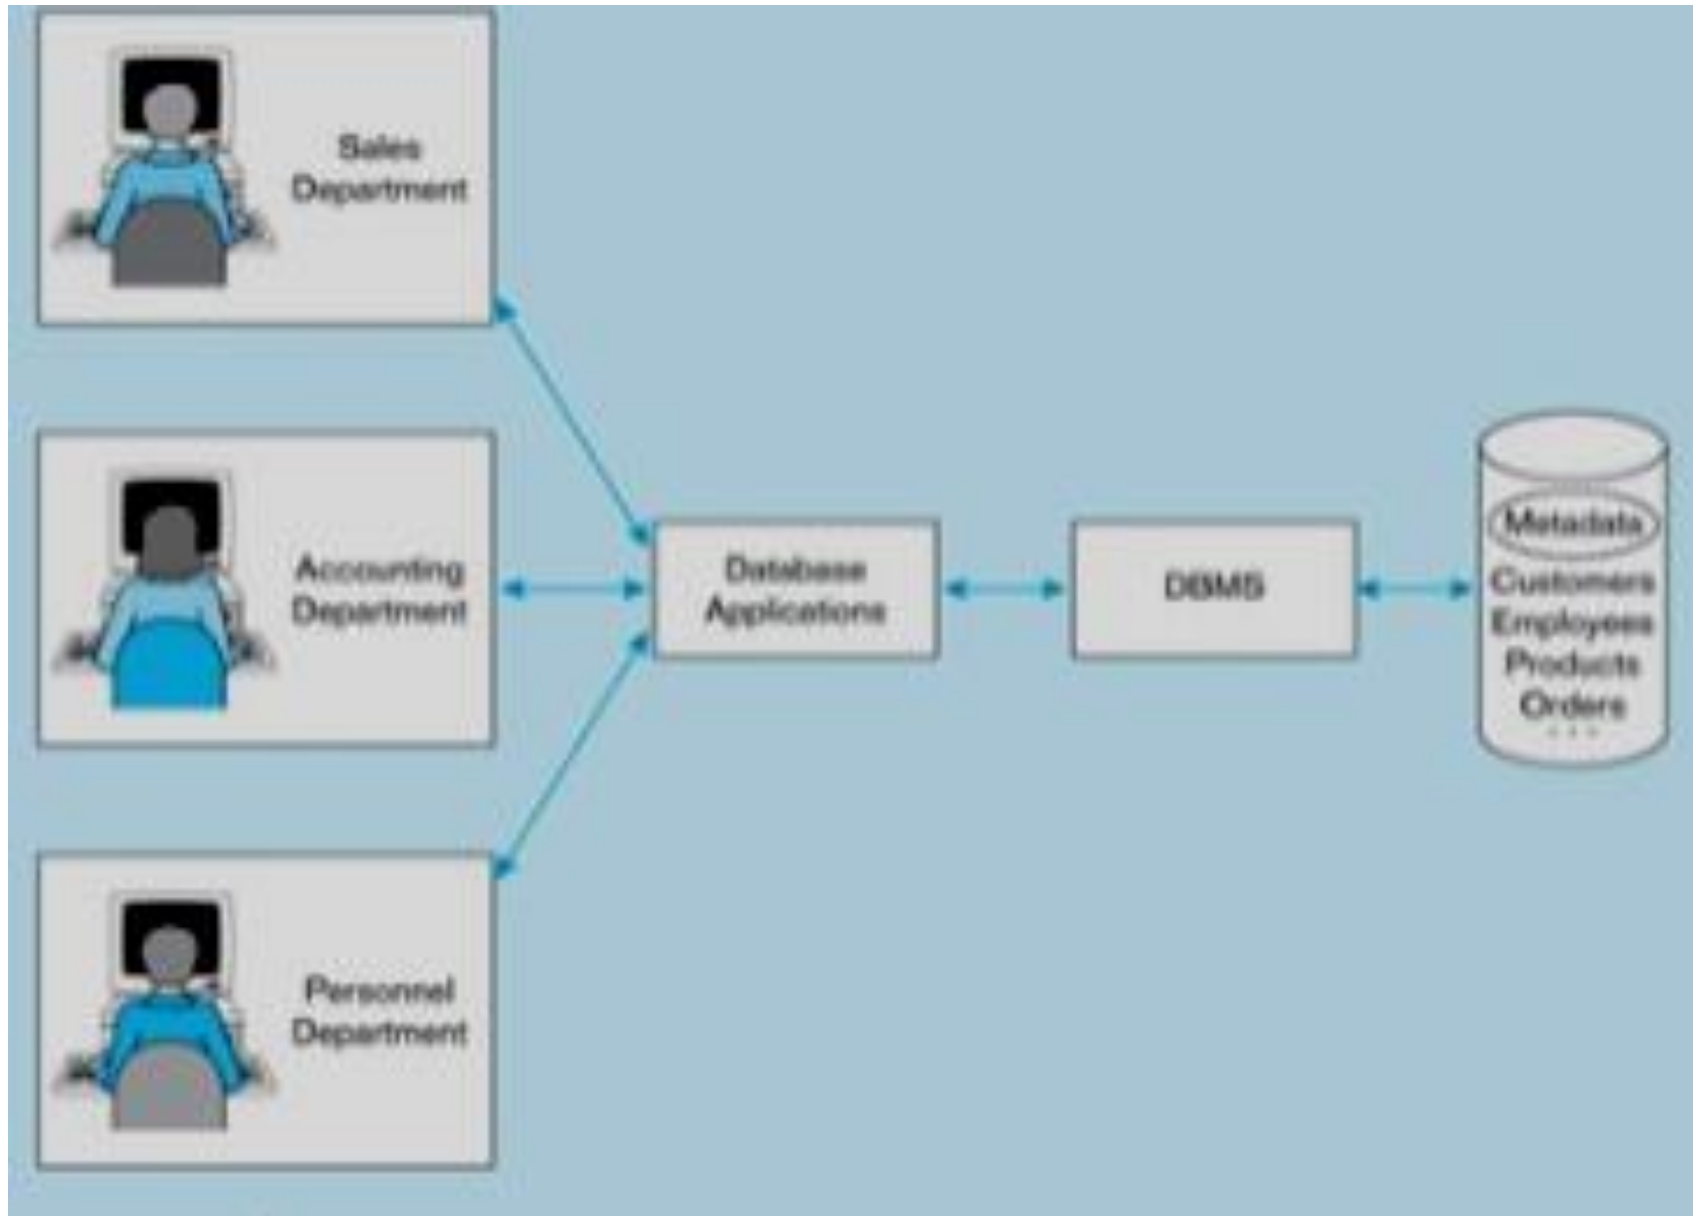 Sales
Department
Accounting
Department
Personnel
Department
Database
Applications
DBMS
Metadata
Customers
Employees
Products
Orders
...